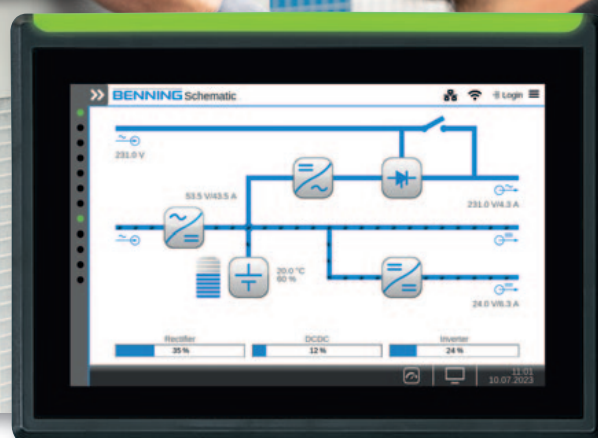 BENNING Schematic
Login
231.0 V
53.5 V/43.5 A
231.0 V/4.3 A
20.0 °C
60 %
24.0 V/6.3 A
Rectifier DCDC Inverter
35 % 12 % 24 %
11:01
10.07.2023